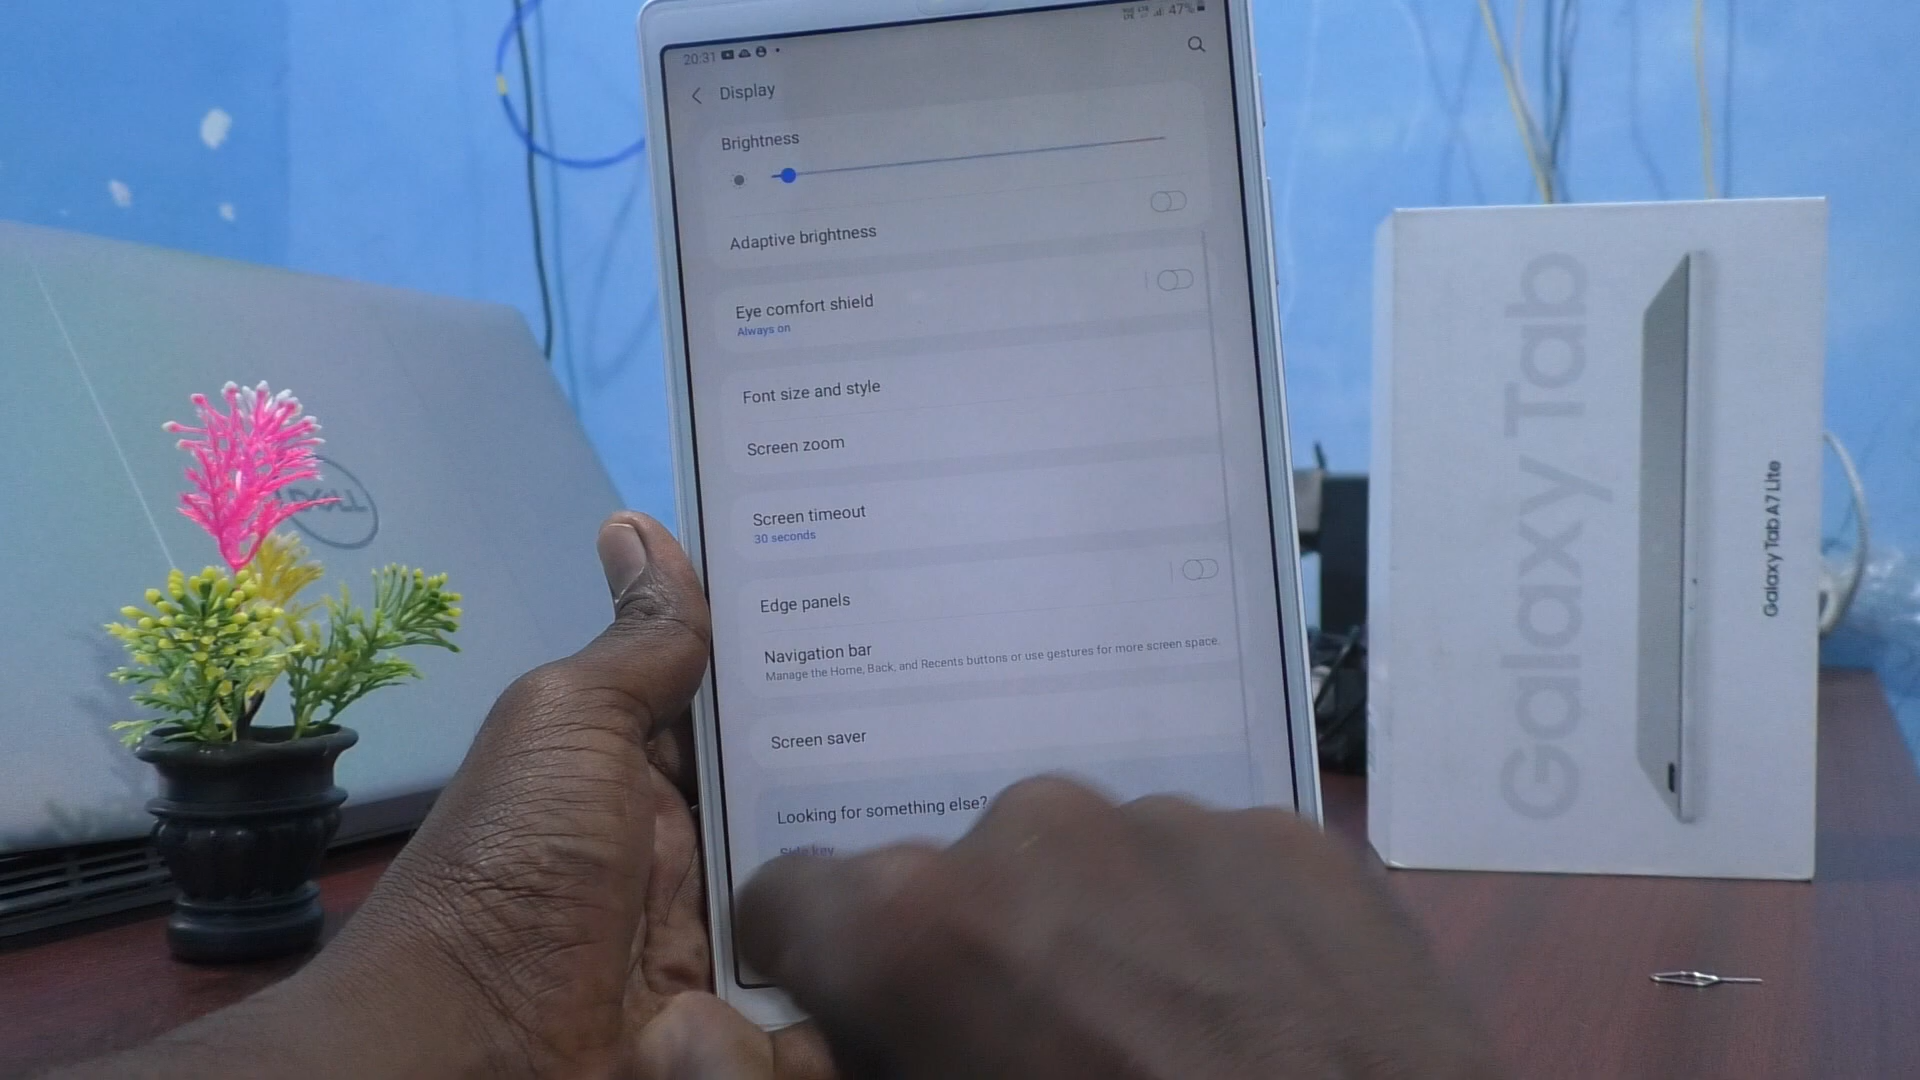 20:31
47%
Display
Brightness
Adaptive brightness
Eye comfort shield
Always on
Font size and style
Screen zoom
Screen timeout
30 seconds
Edge panels
Navigation bar
Manage the Home, Back, and Recents buttons or use gestures for more screen space.
Screen saver
Looking for something else?
Side key
DELL
Galaxy Tab
Galaxy Tab A7 Lite